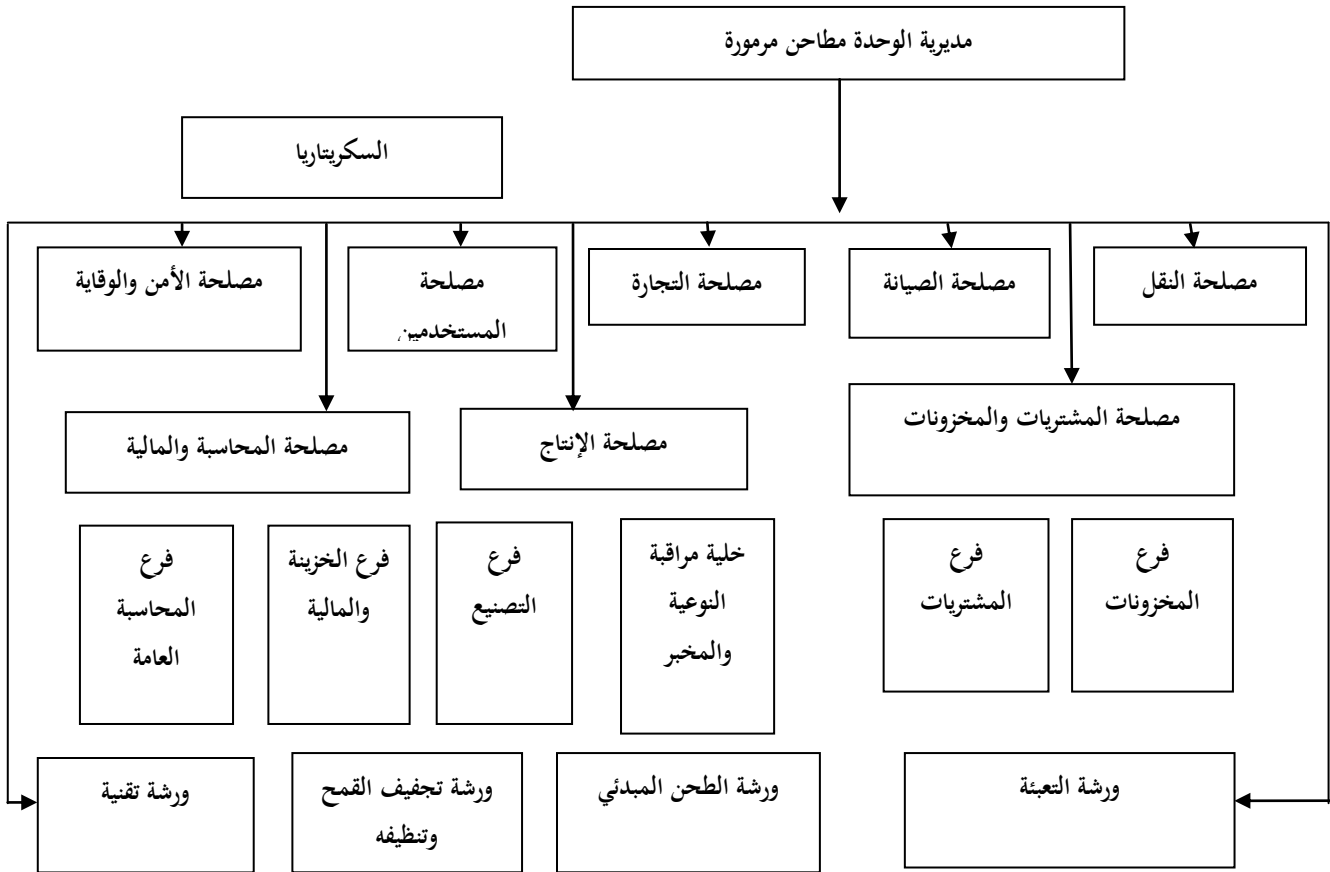 مديرية الوحدة مطاحن مرمورة
السكريتاريا
مصلحة النقل
مصلحة الصيانة
مصلحة التجارة
مصلحة
المستخدمين
مصلحة الأمن والوقاية
مصلحة المشتريات والمخزونات
مصلحة الإنتاج
مصلحة المحاسبة والمالية
فرع
المخزونات
فرع
المشتريات
خلية مراقبة
النوعية
والمخبر
فرع
التصنيع
فرع الخزينة
والمالية
فرع
المحاسبة
العامة
ورشة التعبئة
ورشة الطحن المبدئي
ورشة تجفيف القمح
وتنظيفه
ورشة تقنية